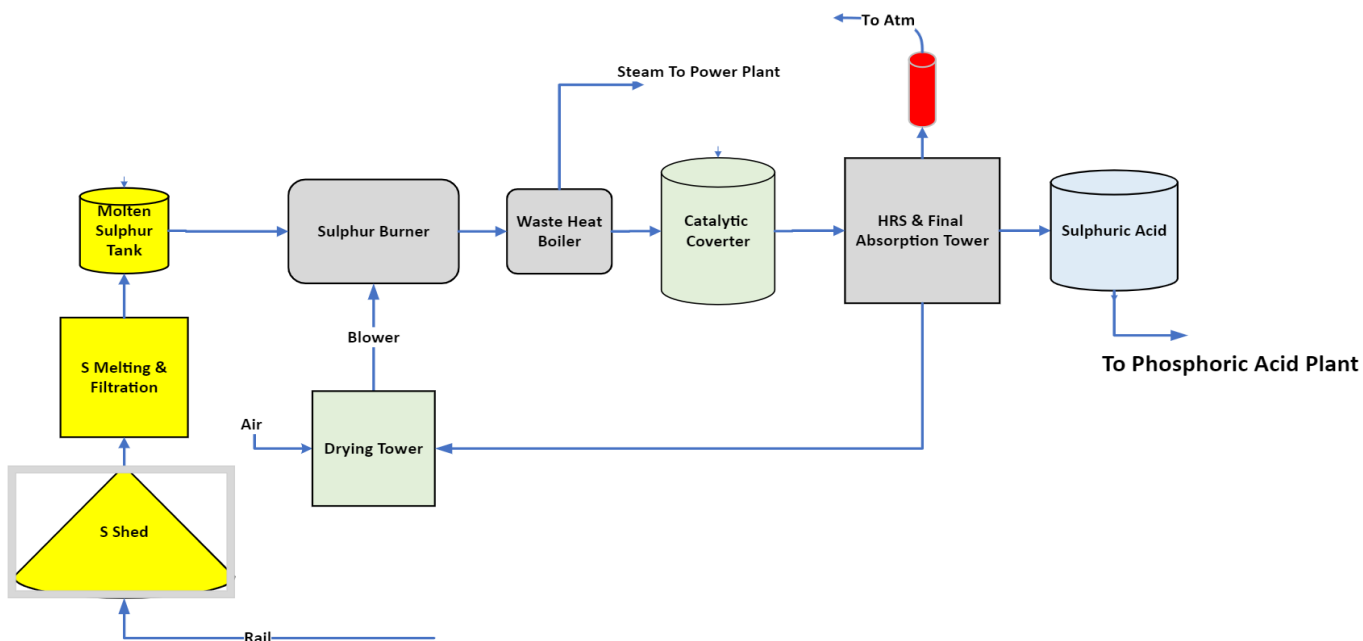 To Atm
Steam To Power Plant
Molten
Sulphur
Tank
Sulphur Burner
Waste Heat
Boiler
Catalytic
Coverter
HRS & Final
Absorption Tower
Sulphuric Acid
Blower
S Melting &
Filtration
To Phosphoric Acid Plant
Air
Drying Tower
S Shed
Rail